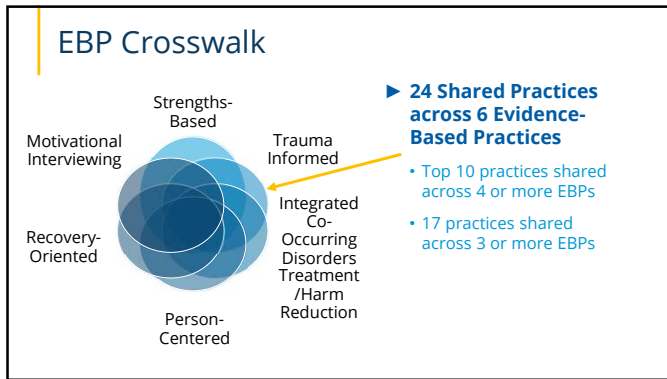 EBP Crosswalk
Strengths-
Based
Motivational
Interviewing
Trauma
Informed
Recovery-
Oriented
Integrated
Co-
Occurring
Disorders
Treatment
/Harm
Reduction
Person-
Centered
► 24 Shared Practices
across 6 Evidence-
Based Practices
• Top 10 practices shared
across 4 or more EBPs
• 17 practices shared
across 3 or more EBPs